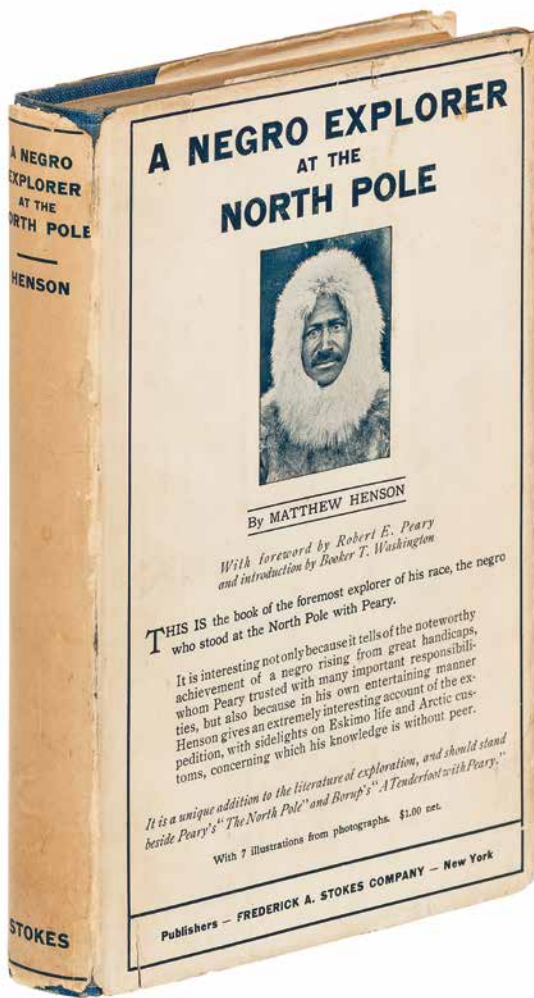 A NEGRO
EXPLORER
AT THE
NORTH POLE
HENSON
STOKES
A NEGRO EXPLORER
AT THE
NORTH POLE
By MATTHEW HENSON
With foreword by Robert E. Peary
and introduction by Booker T. Washington
THIS IS the book of the foremost explorer of his race, the negro
who stood at the North Pole with Peary.
It is interesting not only because it tells of the noteworthy
achievement of a negro rising from great handicaps,
whom Peary trusted with many important responsibili-
ties, but also because in his own entertaining manner
Henson gives an extremely interesting account of the ex-
pedition, with sidelights on Eskimo life and Arctic cus-
toms, concerning which his knowledge is without peer.
It is a unique addition to the literature of exploration, and should stand
beside Peary's "The North Pole" and Borup's "A Tenderfoot with Peary."
With 7 illustrations from photographs. $1.00 net.
Publishers — FREDERICK A. STOKES COMPANY — New York